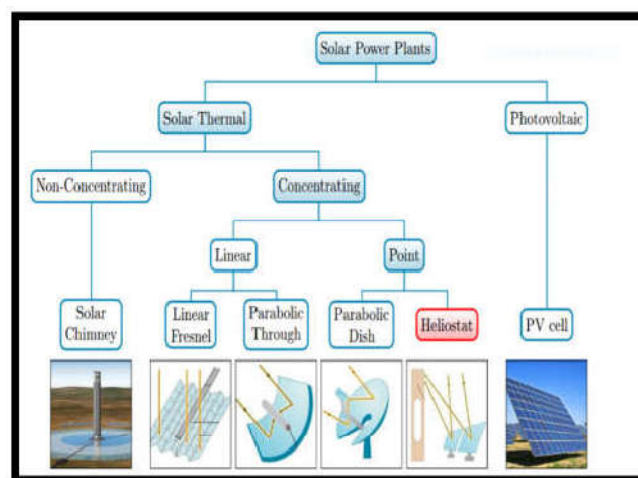 Solar Power Plants
Solar Thermal
Photovoltaic
Non-Concentrating
Concentrating
Linear
Point
Solar
Chimney
Linear
Fresnel
Parabolic
Through
Parabolic
Dish
Heliostat
PV cell